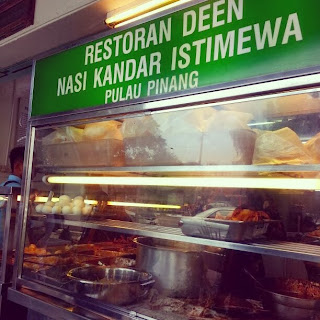 RESTORAN DEEN
NASI KANDAR ISTIMEWA
PULAU PINANG